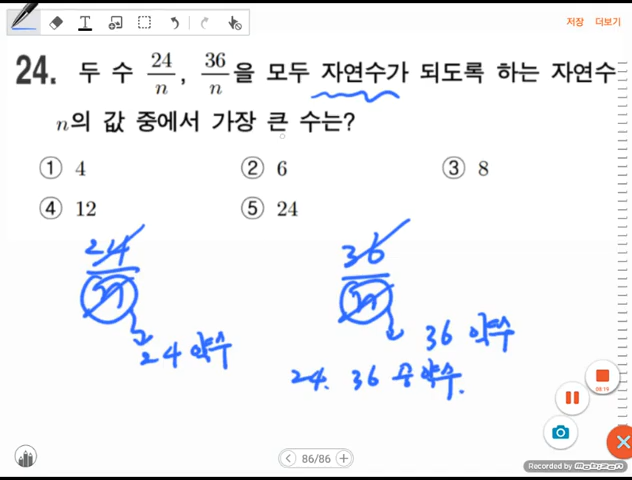 저장 더보기
24. 두 수 24/n, 36/n을 모두 자연수가 되도록 하는 자연수
n의 값 중에서 가장 큰 수는?
① 4 ② 6 ③ 8
④ 12 ⑤ 24
24/n 36/n
24 약수 36 약수
24. 36 공약수.
86/86
Recorded by Mobizen